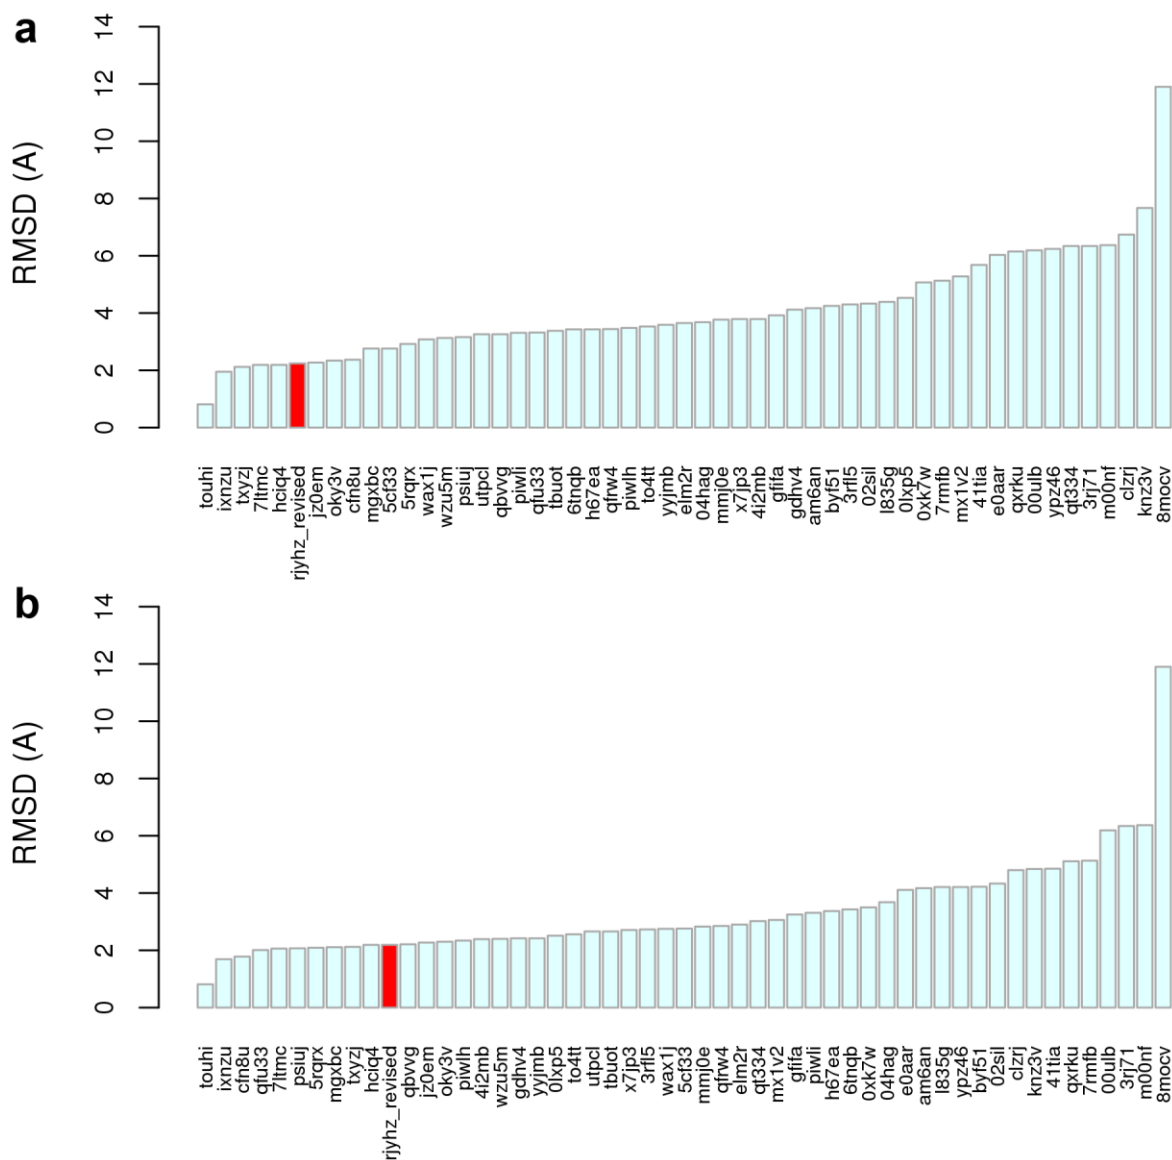 a
RMSD (A)
14
12
10
8
6
4
2
0
touhi
ixnzu
txyzj
7ltmc
hciq4
rjyhz_revised
jz0em
oky3v
cfn8u
mgxbc
5cf33
5rqrx
wax1j
wzu5m
psiuj
utpcl
qbvvg
piwli
qfu33
tbuot
6tnqb
h67ea
qfrw4
piwlh
to4tt
yyjmb
elm2r
04hag
mmj0e
x7jp3
4i2mb
gfifa
gdhv4
am6an
byf51
3rfl5
02sil
l835g
0lxp5
0xk7w
7rmfb
mx1v2
41tia
e0aar
qxrku
00ulb
ypz46
qt334
3rj71
m00nf
clzrj
knz3v
8mocv
b
RMSD (A)
14
12
10
8
6
4
2
0
touhi
ixnzu
cfn8u
qfu33
7ltmc
psiuj
5rqrx
mgxbc
txyzj
hciq4
rjyhz_revised
qbvvg
jz0em
oky3v
piwlh
4i2mb
wzu5m
gdhv4
yyjmb
0lxp5
to4tt
utpcl
tbuot
x7jp3
3rfl5
wax1j
5cf33
mmj0e
qfrw4
elm2r
qt334
mx1v2
gfifa
piwli
h67ea
6tnqb
0xk7w
04hag
e0aar
am6an
l835g
ypz46
byf51
02sil
clzrj
knz3v
41tia
qxrku
7rmfb
00ulb
3rj71
m00nf
8mocv